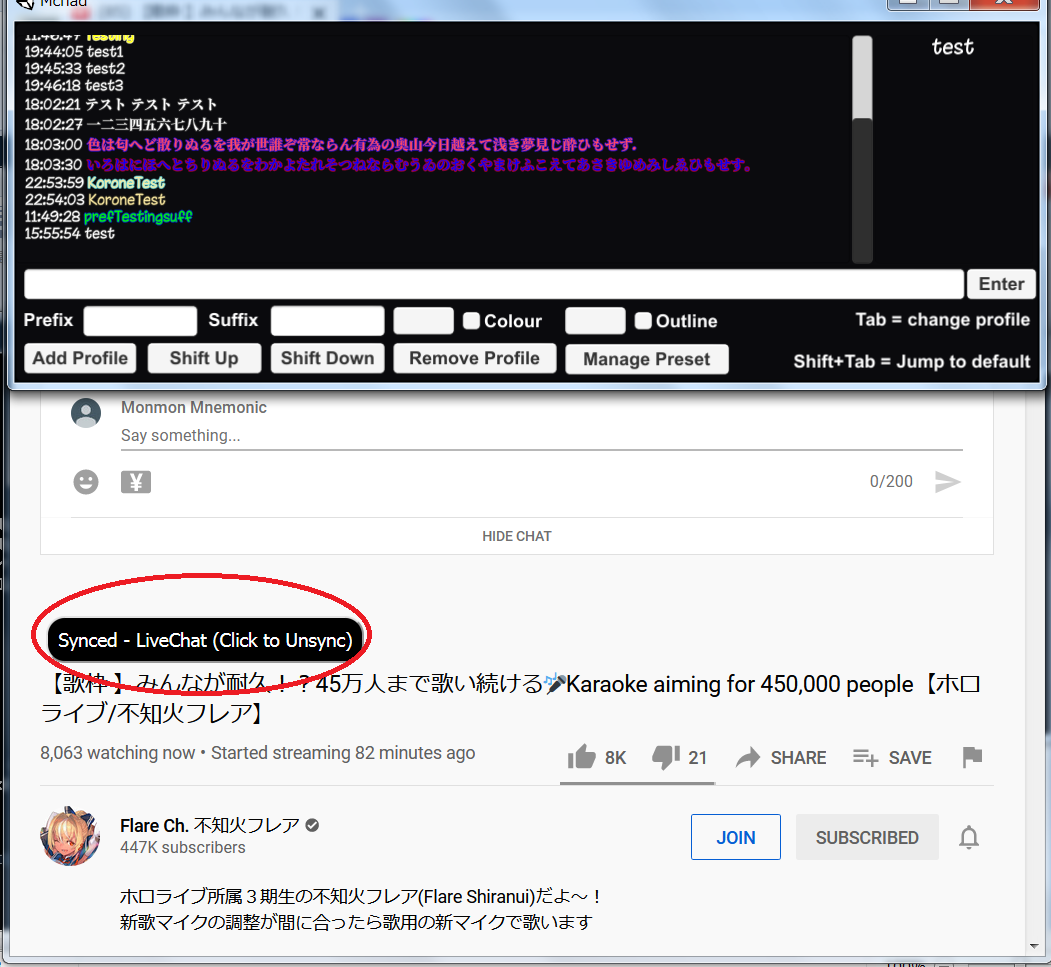 Mchad
11:46:47 Testing
19:44:05 test1
19:45:33 test2
19:46:18 test3
18:02:21 テスト テスト テスト
18:02:27 一二三四五六七八九十
18:03:00 色は匂へど散りぬるを我が世誰ぞ常ならん有為の奥山今日越えて浅き夢見じ酔ひもせず.
18:03:30 いろはにほへとちりぬるをわかよたれそつねならむうゐのおくやまけふこえてあさきゆめみしゑひもせす。
22:53:59 KoroneTest
22:54:03 KoroneTest
11:49:28 prefTestingsuff
15:55:54 test
test
Enter
Prefix Suffix Colour Outline Tab = change profile
Add Profile Shift Up Shift Down Remove Profile Manage Preset Shift+Tab = Jump to default
Monmon Mnemonic
Say something...
¥ 0/200
HIDE CHAT
Synced - LiveChat (Click to Unsync)
【歌枠 】みんなが耐久！？45万人まで歌い続ける🎤Karaoke aiming for 450,000 people【ホロ
ライブ/不知火フレア】
8,063 watching now • Started streaming 82 minutes ago
8K 21 SHARE SAVE
Flare Ch. 不知火フレア
447K subscribers
JOIN SUBSCRIBED
ホロライブ所属３期生の不知火フレア(Flare Shiranui)だよ～！
新歌マイクの調整が間に合ったら歌用の新マイクで歌います